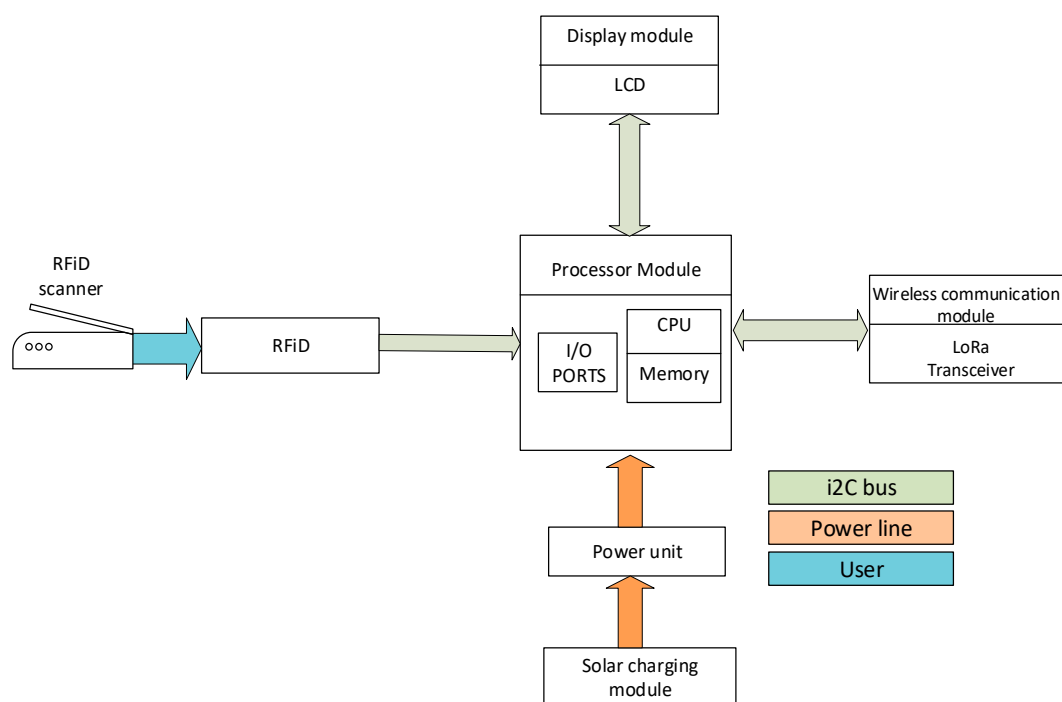 Display module
LCD
RFiD
scanner
Processor Module
Wireless communication
module
CPU
RFiD
I/O
PORTS
Memory
LoRa
Transceiver
i2C bus
Power line
Power unit
User
Solar charging
module